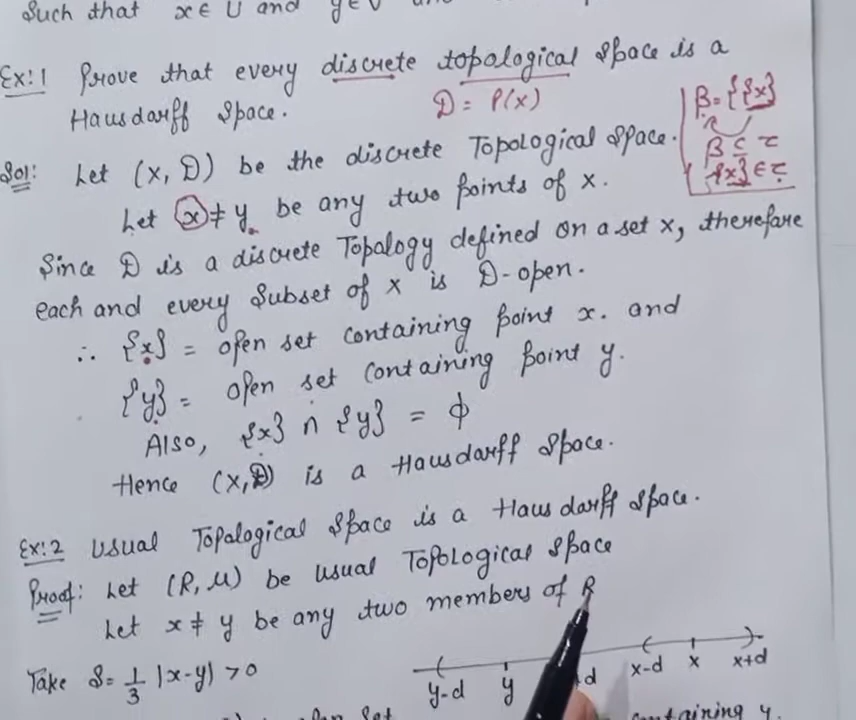 Such that x ∈ U and y ∈ V
Ex:1 Prove that every discrete topological space is a
Hausdorff space. D = P(X)
β = {{x}
β ⊆ τ
{x} ∈ τ
Sol: Let (X, D) be the discrete Topological space.
Let x ≠ y be any two points of X.
Since D is a discrete Topology defined on a set X, therefore
each and every subset of X is D-open.
∴ {x} = open set containing point x. and
{y} = open set containing point y.
Also, {x} ∩ {y} = ϕ
Hence (X, D) is a Hausdorff space.
Ex:2 Usual Topological space is a Hausdorff space.
Proof: Let (R, U) be usual Topological space
Let x ≠ y be any two members of R
Take δ = 1/3 |x-y| > 0
y-d y d x-d x x+d
set containing y.